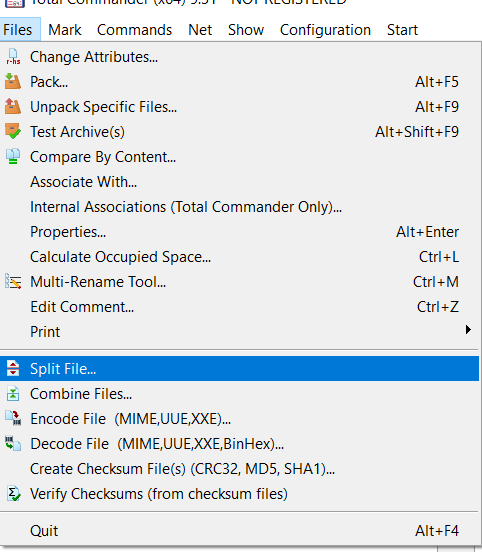 Total Commander (x64) 9.51 - NOT REGISTERED
Files Mark Commands Net Show Configuration Start
Change Attributes...
Pack... Alt+F5
Unpack Specific Files... Alt+F9
Test Archive(s) Alt+Shift+F9
Compare By Content...
Associate With...
Internal Associations (Total Commander Only)...
Properties... Alt+Enter
Calculate Occupied Space... Ctrl+L
Multi-Rename Tool... Ctrl+M
Edit Comment... Ctrl+Z
Print
Split File...
Combine Files...
Encode File (MIME,UUE,XXE)...
Decode File (MIME,UUE,XXE,BinHex)...
Create Checksum File(s) (CRC32, MD5, SHA1)...
Verify Checksums (from checksum files)
Quit Alt+F4